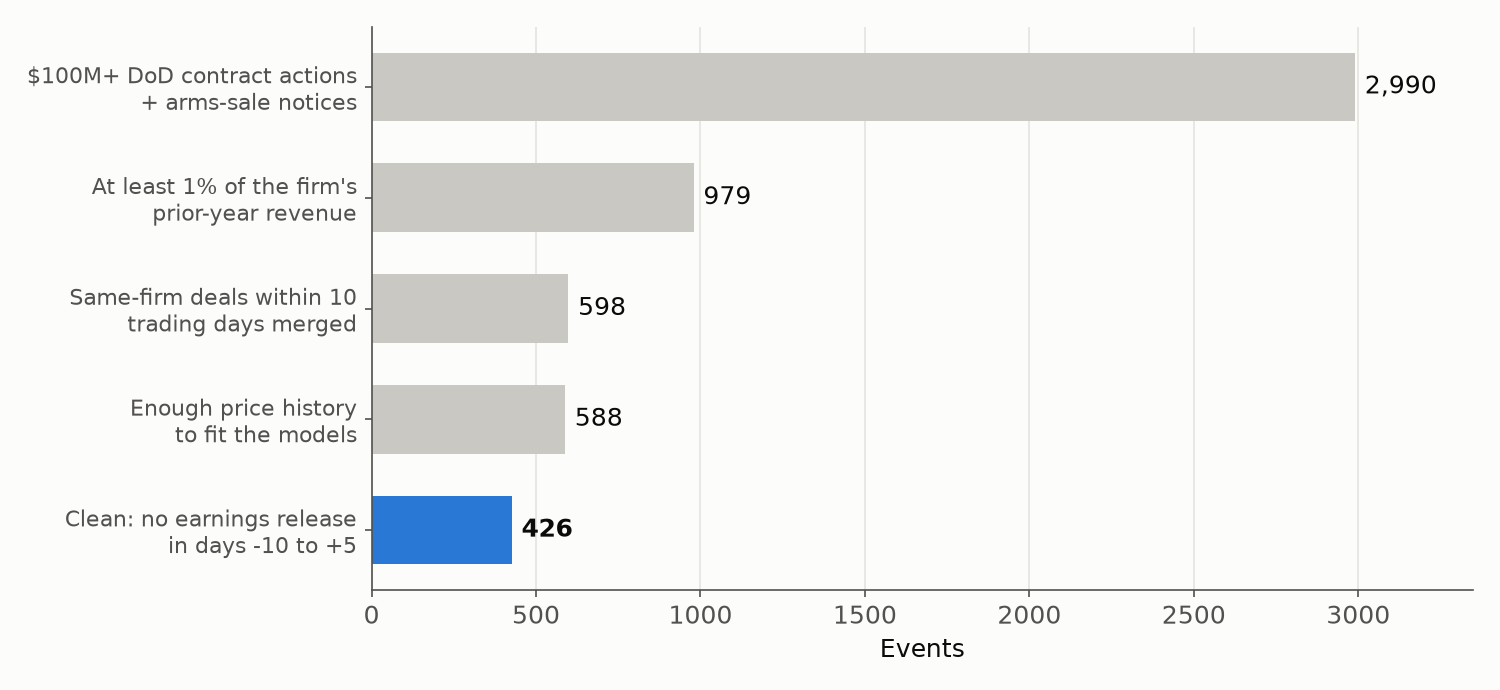 $100M+ DoD contract actions
+ arms-sale notices
2,990
At least 1% of the firm's
prior-year revenue
979
Same-firm deals within 10
trading days merged
598
Enough price history
to fit the models
588
Clean: no earnings release
in days -10 to +5
426
0 500 1000 1500 2000 2500 3000
Events